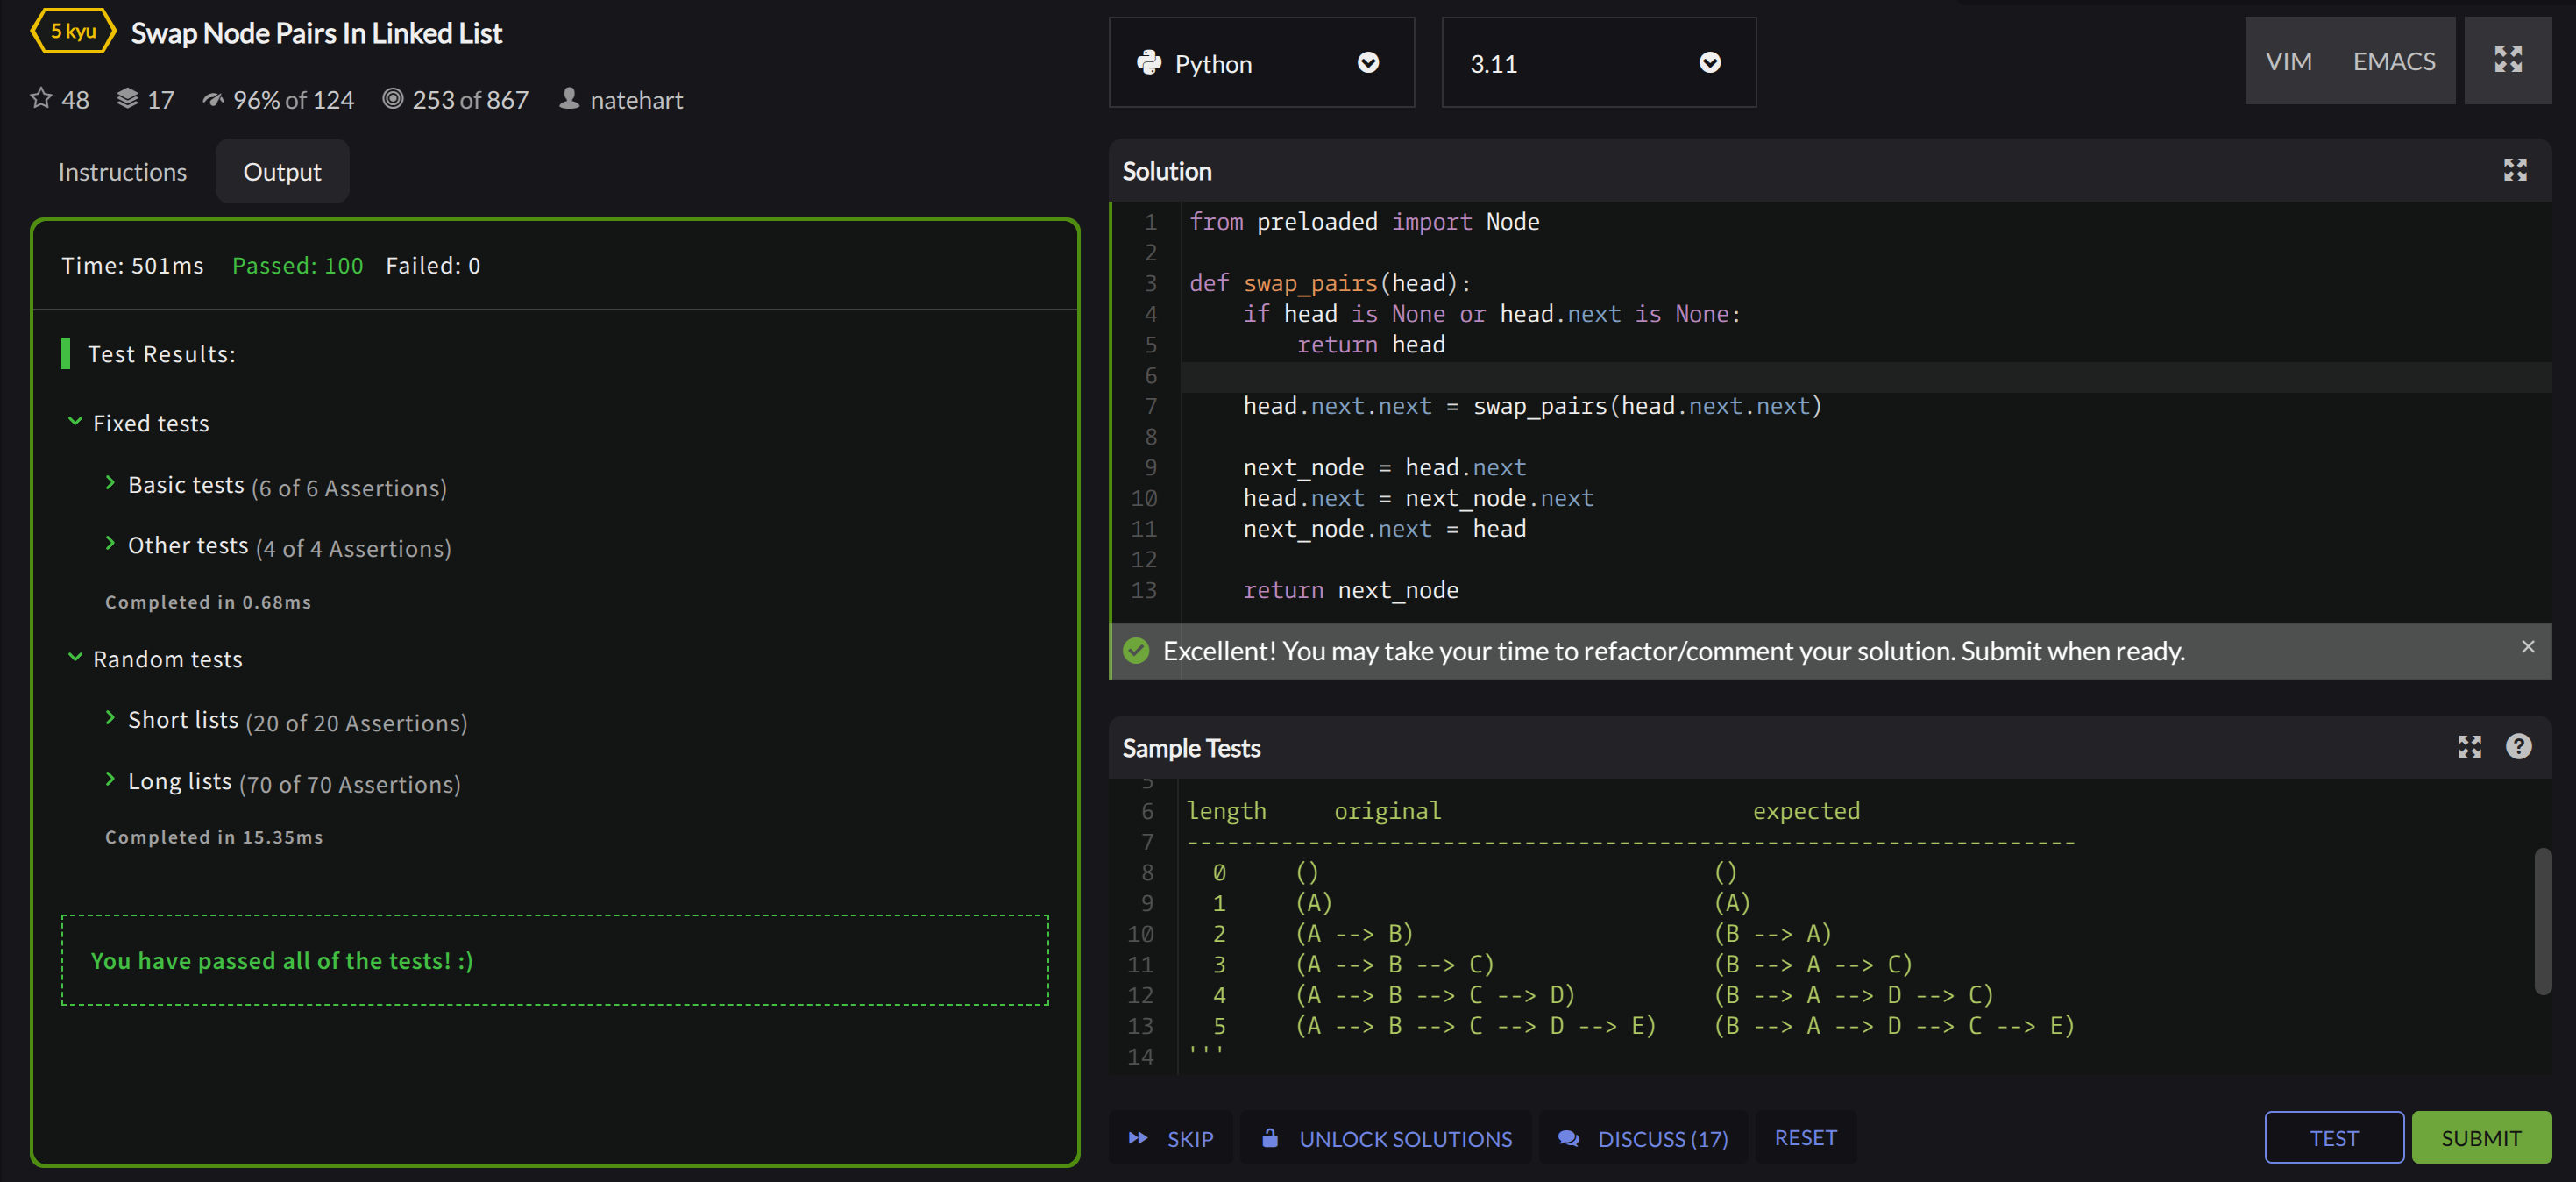 5 kyu Swap Node Pairs In Linked List
48 17 96% of 124 253 of 867 natehart
Instructions Output
Time: 501ms Passed: 100 Failed: 0
Test Results:
Fixed tests
Basic tests (6 of 6 Assertions)
Other tests (4 of 4 Assertions)
Completed in 0.68ms
Random tests
Short lists (20 of 20 Assertions)
Long lists (70 of 70 Assertions)
Completed in 15.35ms
You have passed all of the tests! :)
Python 3.11 VIM EMACS
Solution
1 from preloaded import Node
2
3 def swap_pairs(head):
4     if head is None or head.next is None:
5         return head
6
7     head.next.next = swap_pairs(head.next.next)
8
9     next_node = head.next
10     head.next = next_node.next
11     next_node.next = head
12
13     return next_node
Excellent! You may take your time to refactor/comment your solution. Submit when ready. ×
Sample Tests ?
5
6 length     original                       expected
7 ------------------------------------------------------------------
8   0     ()                             ()
9   1     (A)                            (A)
10   2     (A --> B)                      (B --> A)
11   3     (A --> B --> C)                (B --> A --> C)
12   4     (A --> B --> C --> D)          (B --> A --> D --> C)
13   5     (A --> B --> C --> D --> E)    (B --> A --> D --> C --> E)
14 '''
SKIP UNLOCK SOLUTIONS DISCUSS (17) RESET TEST SUBMIT